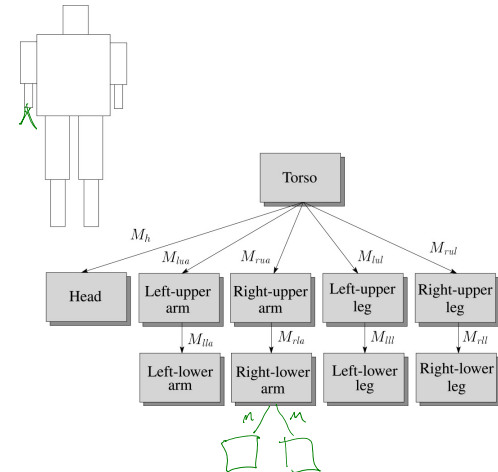 Torso
M_h
M_lua
M_rua
M_lul
M_rul
Head
Left-upper
arm
Right-upper
arm
Left-upper
leg
Right-upper
leg
M_lla
M_rla
M_lll
M_rll
Left-lower
arm
Right-lower
arm
Left-lower
leg
Right-lower
leg
M M